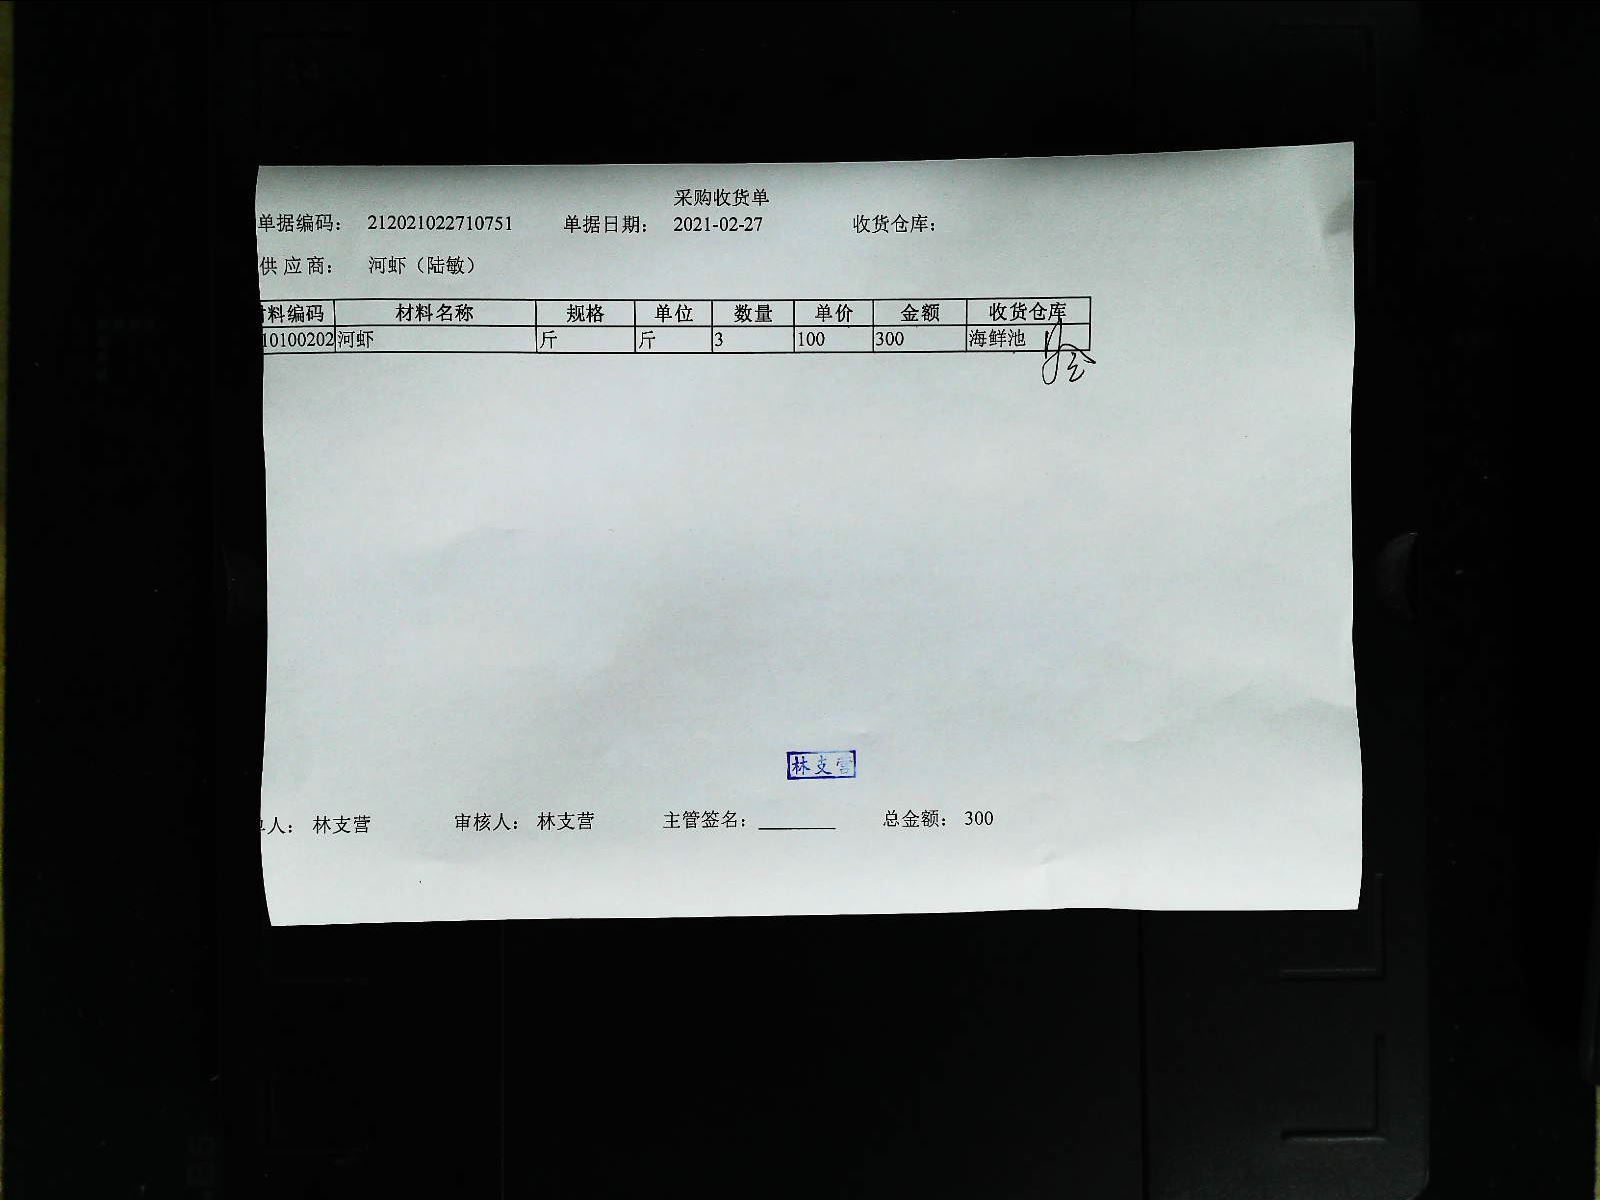 采购收货单
单据编码： 212021022710751 单据日期： 2021-02-27 收货仓库：
供 应 商： 河虾（陆敏）
料编码 材料名称 规格 单位 数量 单价 金额 收货仓库
10100202 河虾 斤 斤 3 100 300 海鲜池
林支营
人： 林支营 审核人： 林支营 主管签名： 总金额： 300